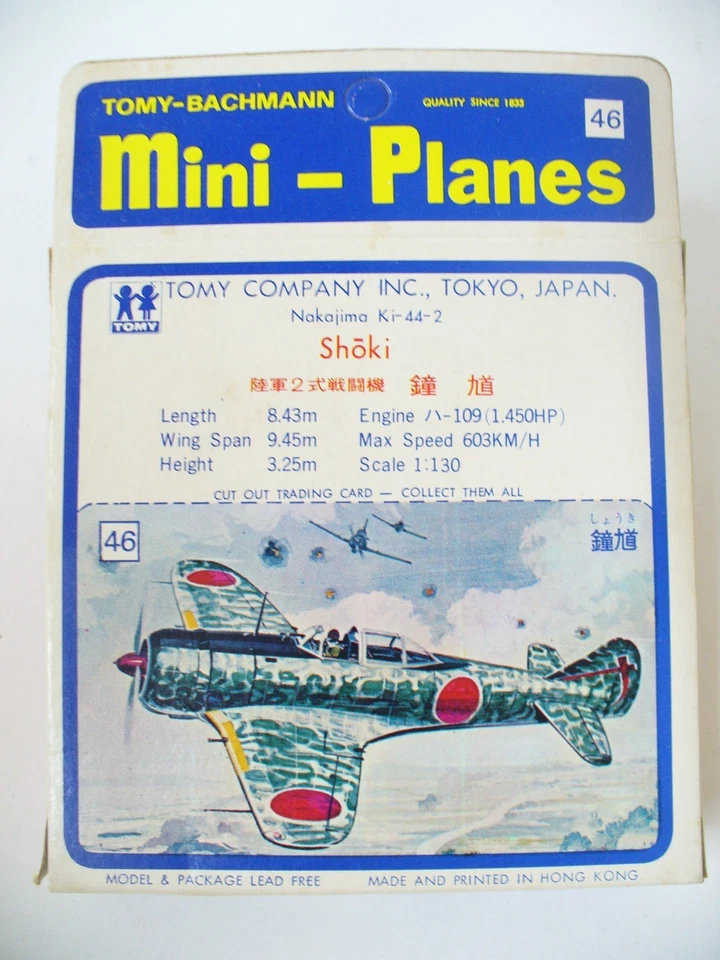 TOMY-BACHMANN
QUALITY SINCE 1833
46
Mini - Planes
TOMY
TOMY COMPANY INC., TOKYO, JAPAN.
Nakajima Ki-44-2
Shōki
陸軍2式戦闘機 鐘馗
Length 8.43m Engine ハ-109(1.450HP)
Wing Span 9.45m Max Speed 603KM/H
Height 3.25m Scale 1:130
CUT OUT TRADING CARD — COLLECT THEM ALL
46
しょうき
鐘馗
MODEL & PACKAGE LEAD FREE MADE AND PRINTED IN HONG KONG